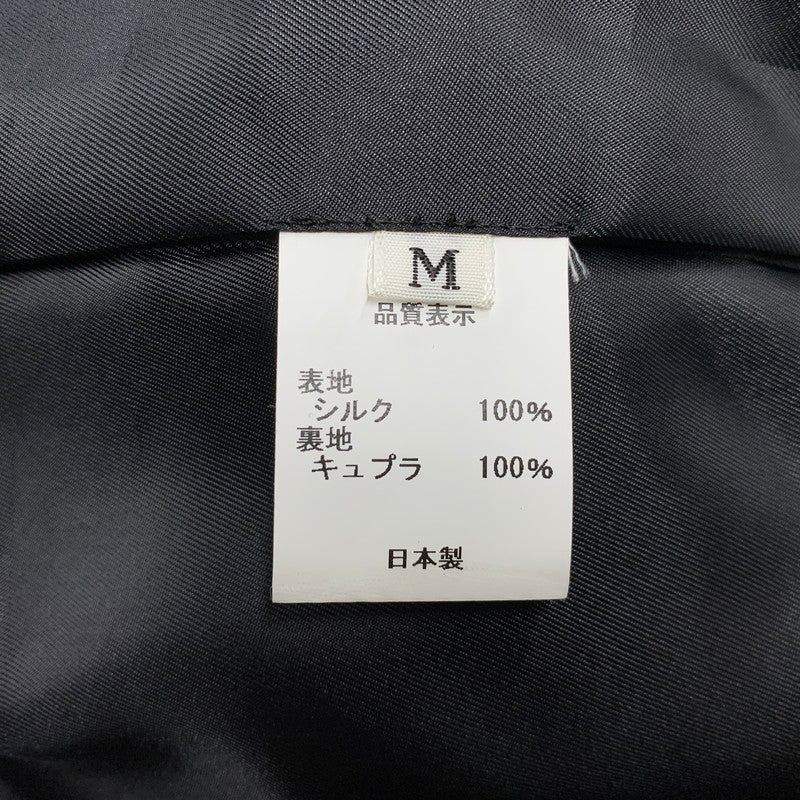 M
品質表示
表地
シルク 100%
裏地
キュプラ 100%
日本製